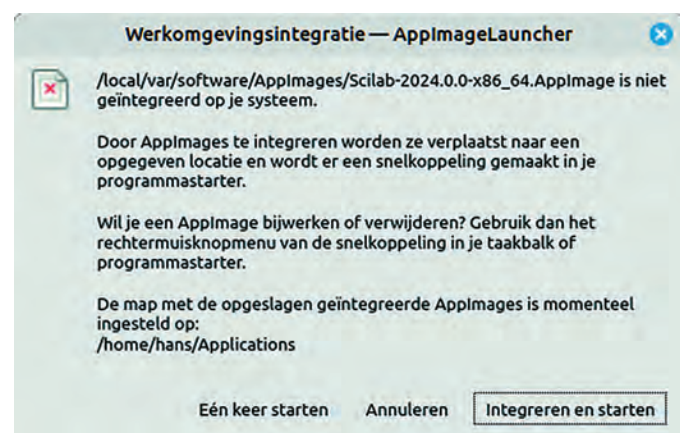 Werkomgevingsintegratie — AppImageLauncher
/local/var/software/AppImages/Scilab-2024.0.0-x86_64.AppImage is niet
geïntegreerd op je systeem.
Door AppImages te integreren worden ze verplaatst naar een
opgegeven locatie en wordt er een snelkoppeling gemaakt in je
programmastarter.
Wil je een AppImage bijwerken of verwijderen? Gebruik dan het
rechtermuisknopmenu van de snelkoppeling in je taakbalk of
programmastarter.
De map met de opgeslagen geïntegreerde AppImages is momenteel
ingesteld op:
/home/hans/Applications
Eén keer starten Annuleren Integreren en starten